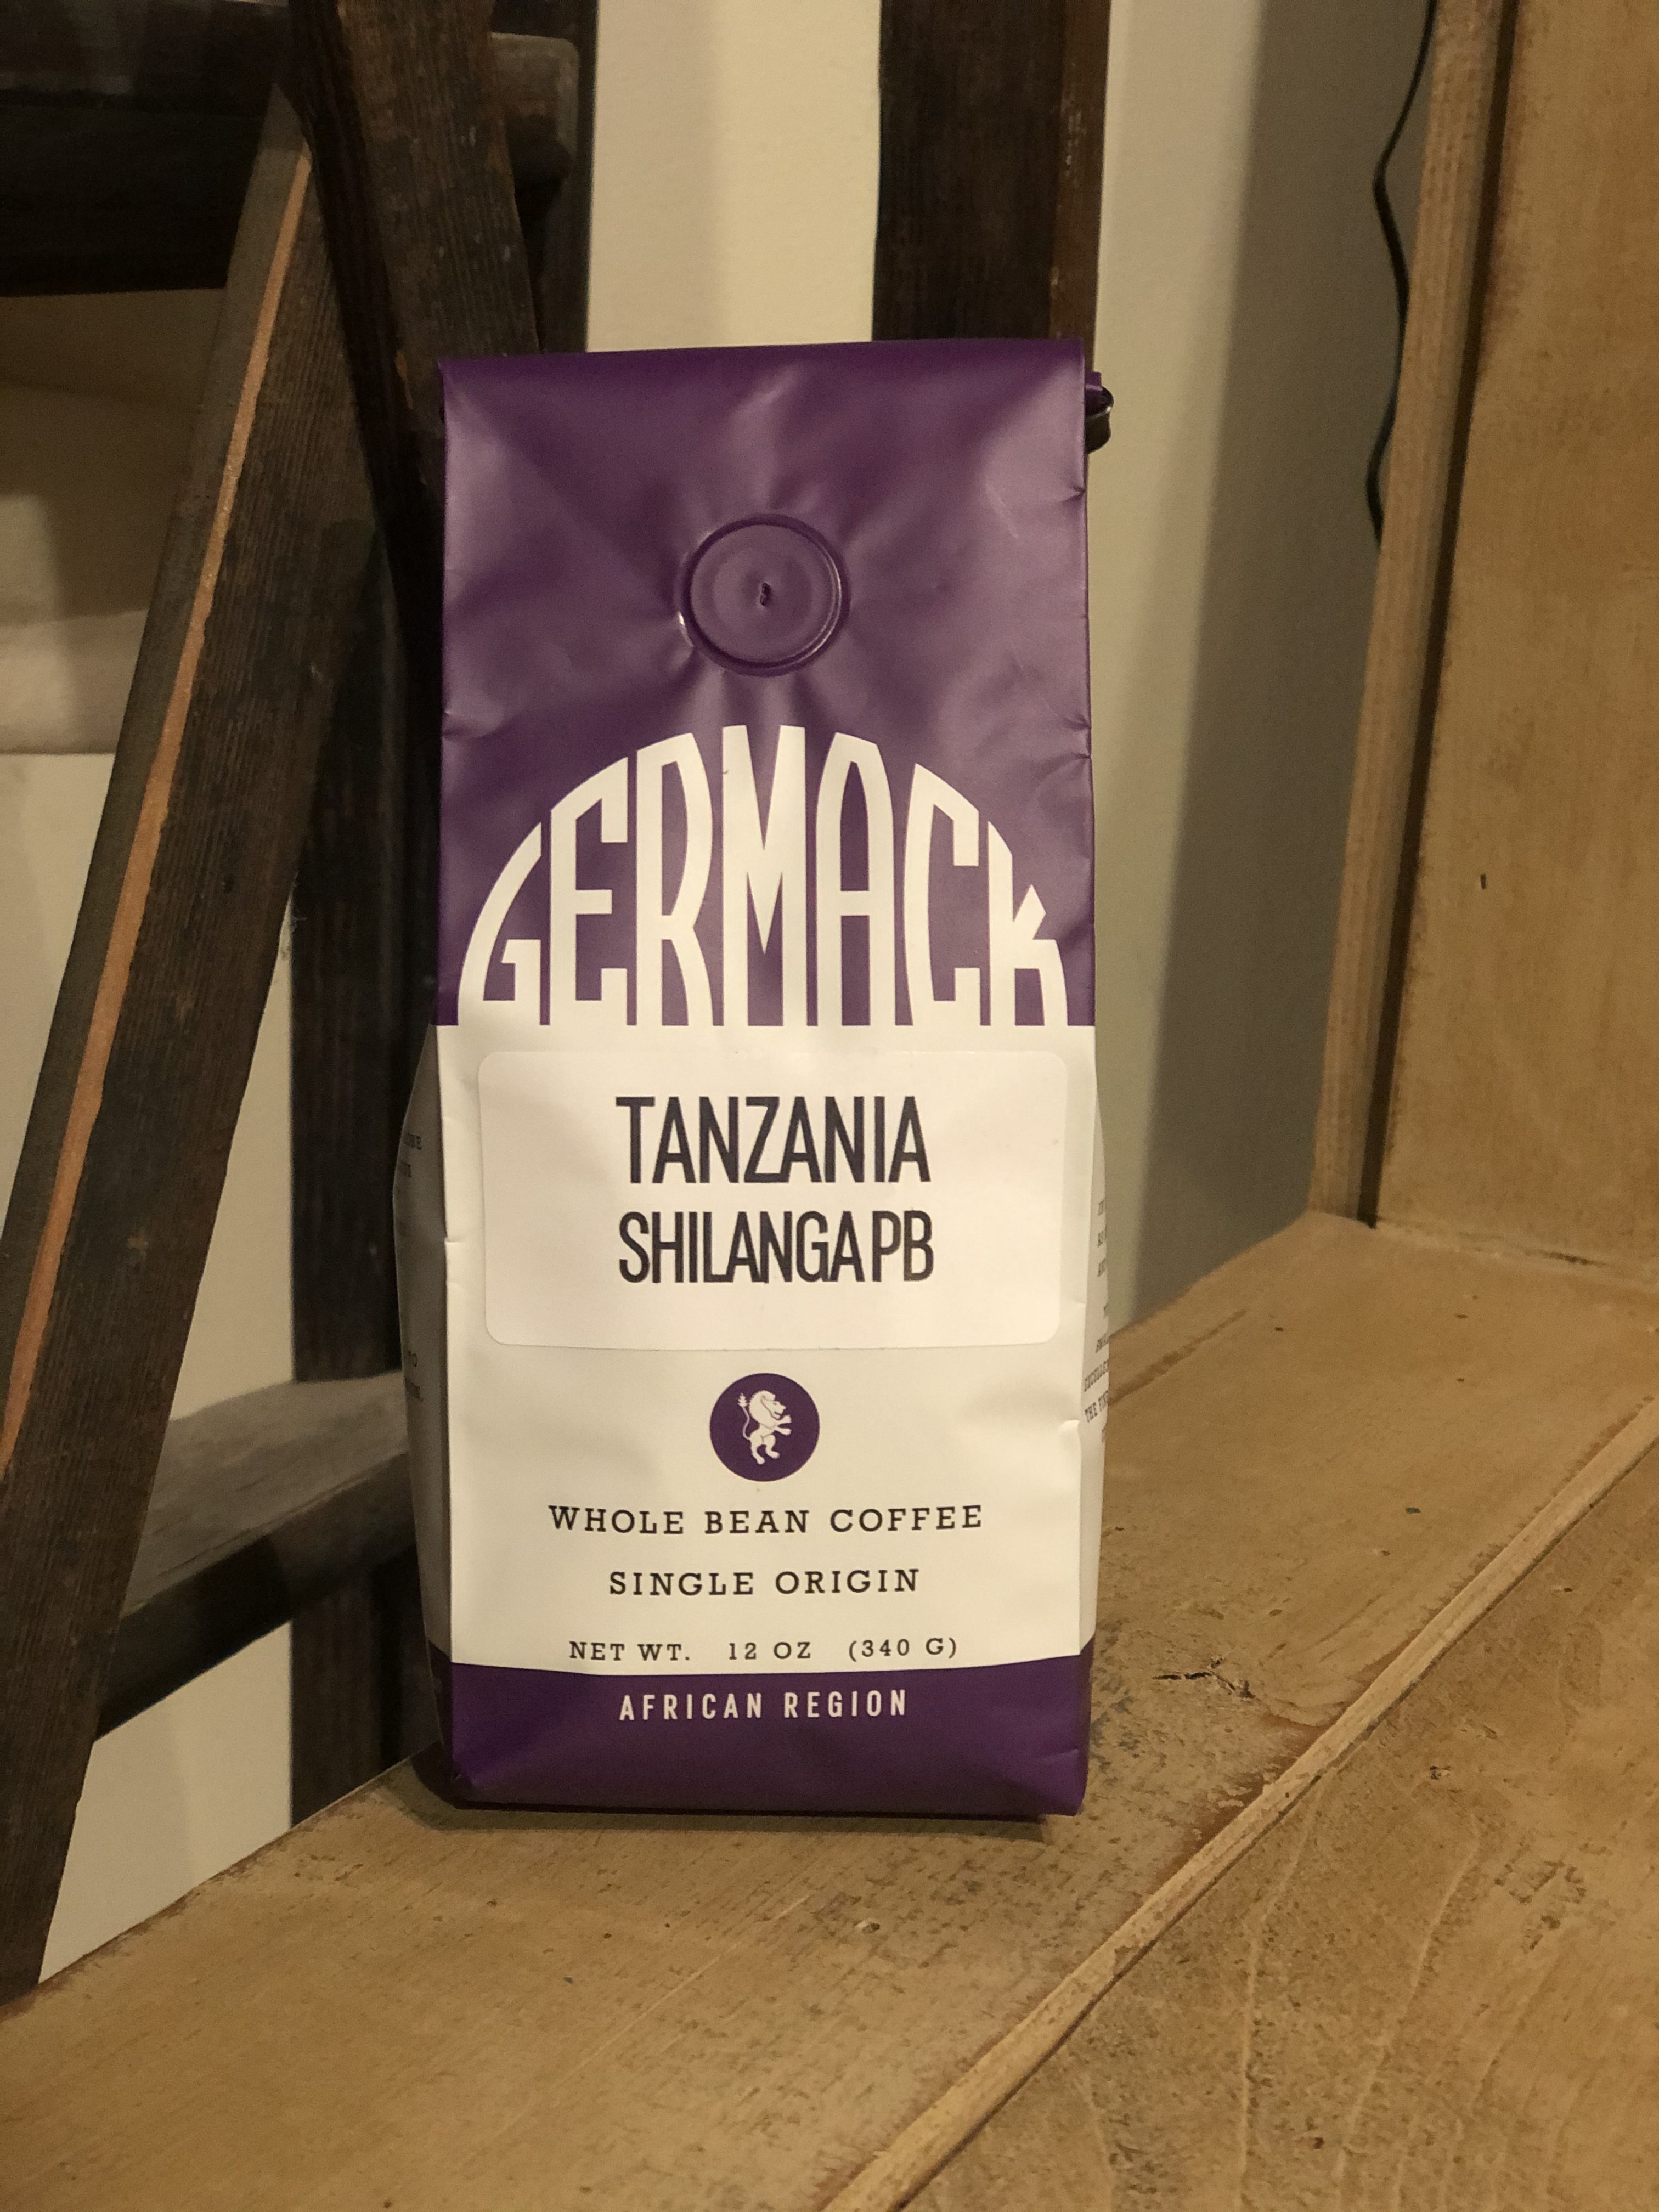 GERMACK
TANZANIA
SHILANGA PB
WHOLE BEAN COFFEE
SINGLE ORIGIN
NET WT. 12 OZ (340 G)
AFRICAN REGION